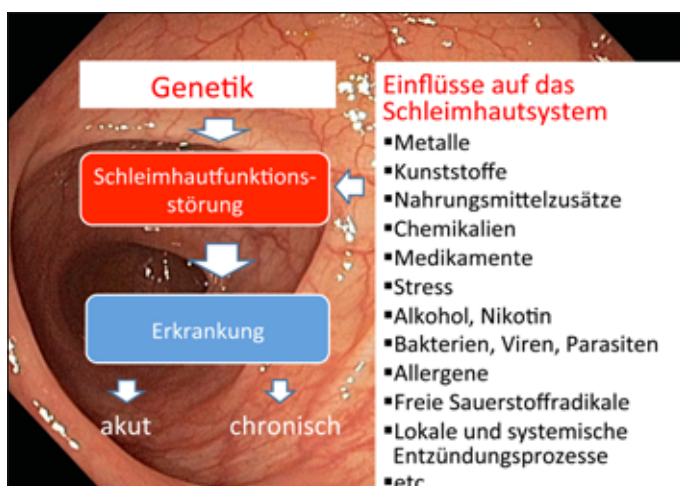 Genetik
Schleimhautfunktions-
störung
Erkrankung
akut
chronisch
Einflüsse auf das
Schleimhautsystem
▪Metalle
▪Kunststoffe
▪Nahrungsmittelzusätze
▪Chemikalien
▪Medikamente
▪Stress
▪Alkohol, Nikotin
▪Bakterien, Viren, Parasiten
▪Allergene
▪Freie Sauerstoffradikale
▪Lokale und systemische
Entzündungsprozesse
▪etc